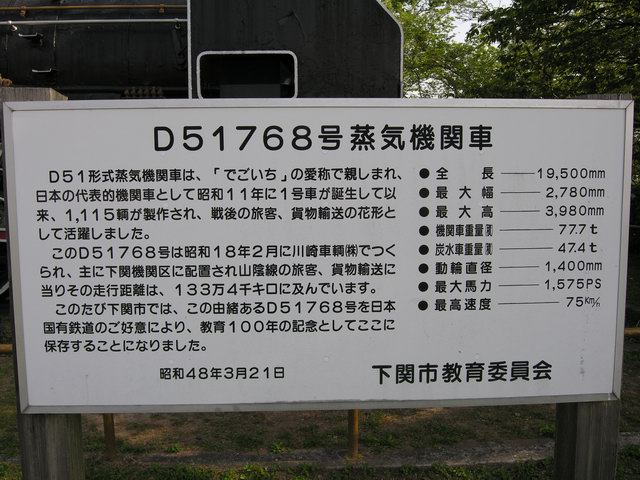 D51768号蒸気機関車
D51形式蒸気機関車は、「でごいち」の愛称で親しまれ、
日本の代表的機関車として昭和11年に1号車が誕生して以
来、1,115輌が製作され、戦後の旅客、貨物輸送の花形と
して活躍しました。
このD51768号は昭和18年2月に川崎車輌㈱でつく
られ、主に下関機関区に配置され山陰線の旅客、貨物輸送に
当りその走行距離は、133万4千キロに及んでいます。
このたび下関市では、この由緒あるD51768号を日本
国有鉄道のご好意により、教育100年の記念としてここに
保存することになりました。
昭和48年3月21日
● 全長 19,500mm
● 最大幅 2,780mm
● 最大高 3,980mm
● 機関車重量 77.7t
● 炭水車重量 47.4t
● 動輪直径 1,400mm
● 最大馬力 1,575PS
● 最高速度 75Km/h
下関市教育委員会